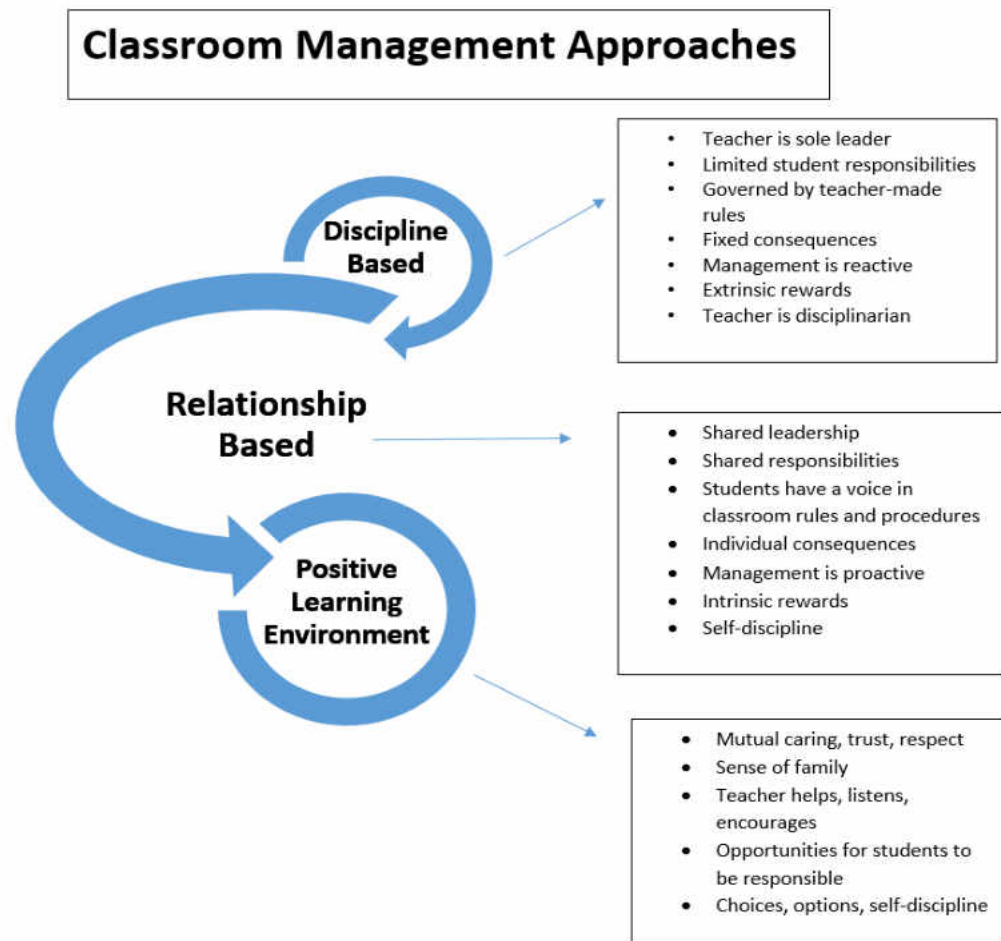 Classroom Management Approaches
Discipline
Based
• Teacher is sole leader
• Limited student responsibilities
• Governed by teacher-made
rules
• Fixed consequences
• Management is reactive
• Extrinsic rewards
• Teacher is disciplinarian
Relationship
Based
• Shared leadership
• Shared responsibilities
• Students have a voice in
classroom rules and procedures
• Individual consequences
• Management is proactive
• Intrinsic rewards
• Self-discipline
Positive
Learning
Environment
• Mutual caring, trust, respect
• Sense of family
• Teacher helps, listens,
encourages
• Opportunities for students to
be responsible
• Choices, options, self-discipline